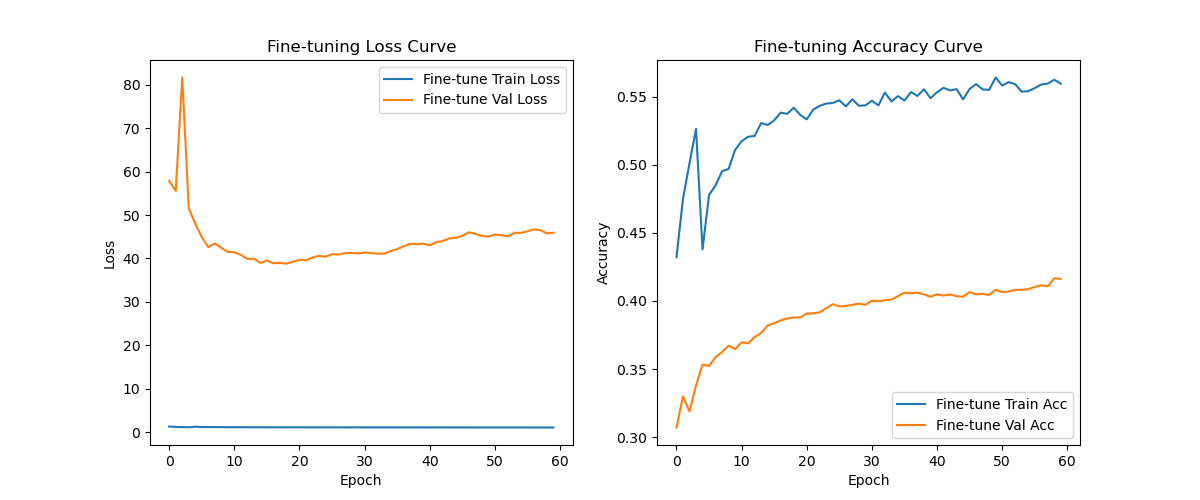 Fine-tuning Loss Curve
Fine-tune Train Loss
Fine-tune Val Loss
80
70
60
50
40
30
20
10
0
Loss
0 10 20 30 40 50 60
Epoch
Fine-tuning Accuracy Curve
0.55
0.50
0.45
0.40
0.35
0.30
Accuracy
Fine-tune Train Acc
Fine-tune Val Acc
0 10 20 30 40 50 60
Epoch